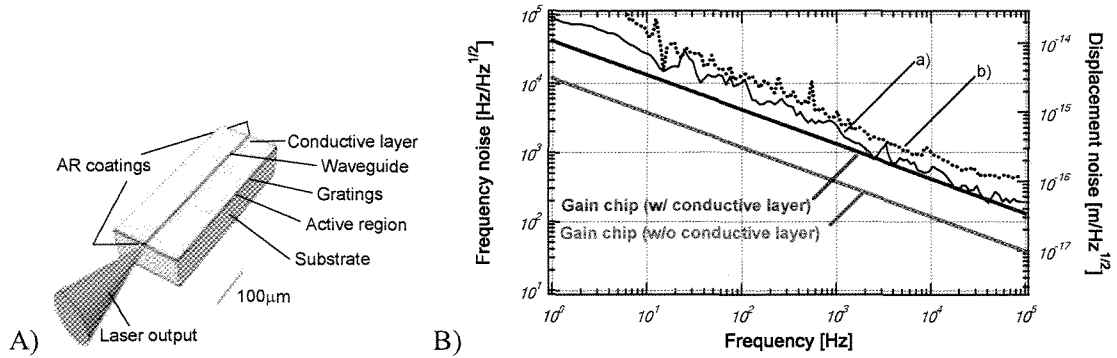 A)
AR coatings
Conductive layer
Waveguide
Gratings
Active region
Substrate
100μm
Laser output
B)
Frequency noise [Hz/Hz^1/2]
10^5
10^4
10^3
10^2
10^1
a)
b)
Gain chip (w/ conductive layer)
Gain chip (w/o conductive layer)
10^-14
10^-15
10^-16
10^-17
Displacement noise [m/Hz^1/2]
10^0
10^1
10^2
10^3
10^4
10^5
Frequency [Hz]